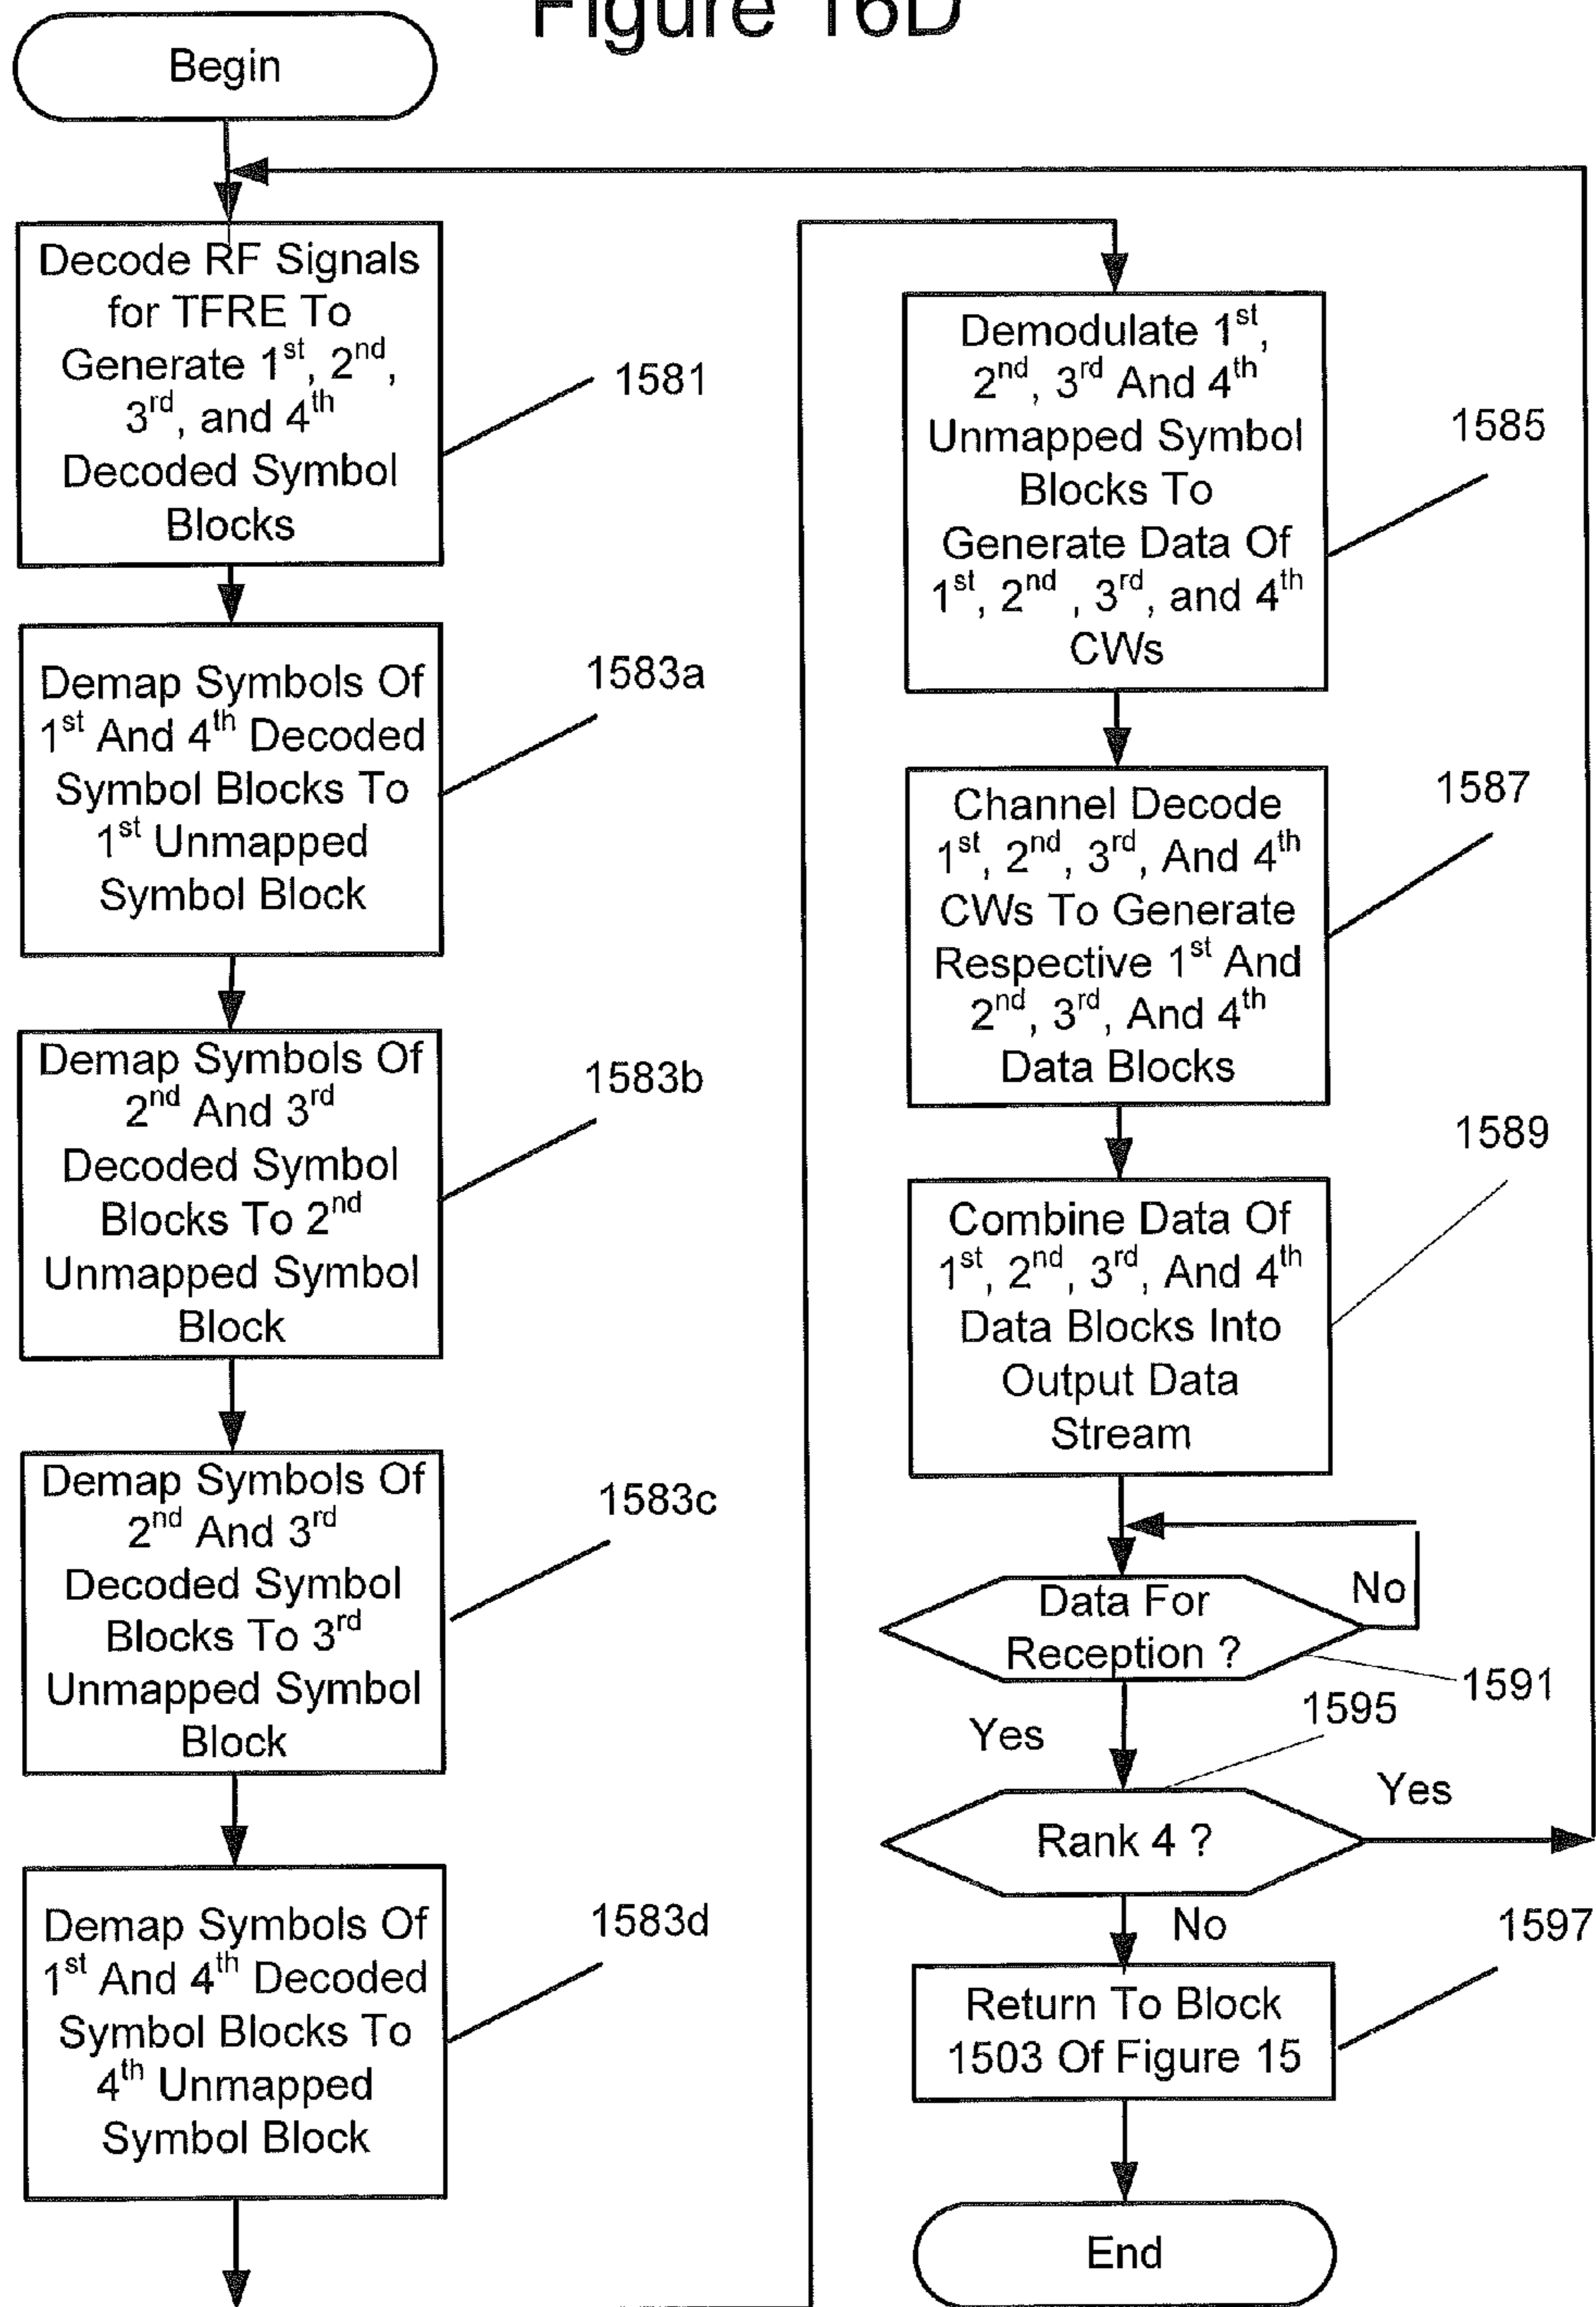 Figure 16D
Begin
Decode RF Signals
for TFRE To
Generate 1st, 2nd,
3rd, and 4th
Decoded Symbol
Blocks
1581
Demap Symbols Of
1st And 4th Decoded
Symbol Blocks To
1st Unmapped
Symbol Block
1583a
Demap Symbols Of
2nd And 3rd
Decoded Symbol
Blocks To 2nd
Unmapped Symbol
Block
1583b
Demap Symbols Of
2nd And 3rd
Decoded Symbol
Blocks To 3rd
Unmapped Symbol
Block
1583c
Demap Symbols Of
1st And 4th Decoded
Symbol Blocks To
4th Unmapped
Symbol Block
1583d
Demodulate 1st,
2nd, 3rd And 4th
Unmapped Symbol
Blocks To
Generate Data Of
1st, 2nd , 3rd, and 4th
CWs
1585
Channel Decode
1st, 2nd, 3rd, And 4th
CWs To Generate
Respective 1st And
2nd, 3rd, And 4th
Data Blocks
1587
Combine Data Of
1st, 2nd, 3rd, And 4th
Data Blocks Into
Output Data
Stream
1589
Data For
Reception ?
No
1591
Yes
1595
Rank 4 ?
Yes
No
Return To Block
1503 Of Figure 15
1597
End